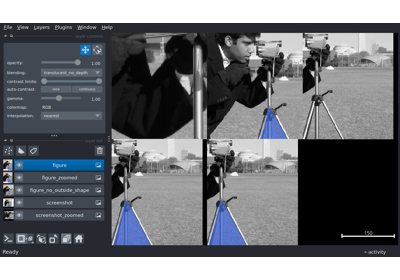 File View Layers Plugins Window Help
opacity: 1.00
blending: translucent_no_depth
contrast limits:
auto-contrast: once continuous
gamma: 1.00
colormap: RGB
interpolation: nearest
figure
figure_zoomed
figure_no_outside_shape
screenshot
screenshot_zoomed
150
Ready
activity